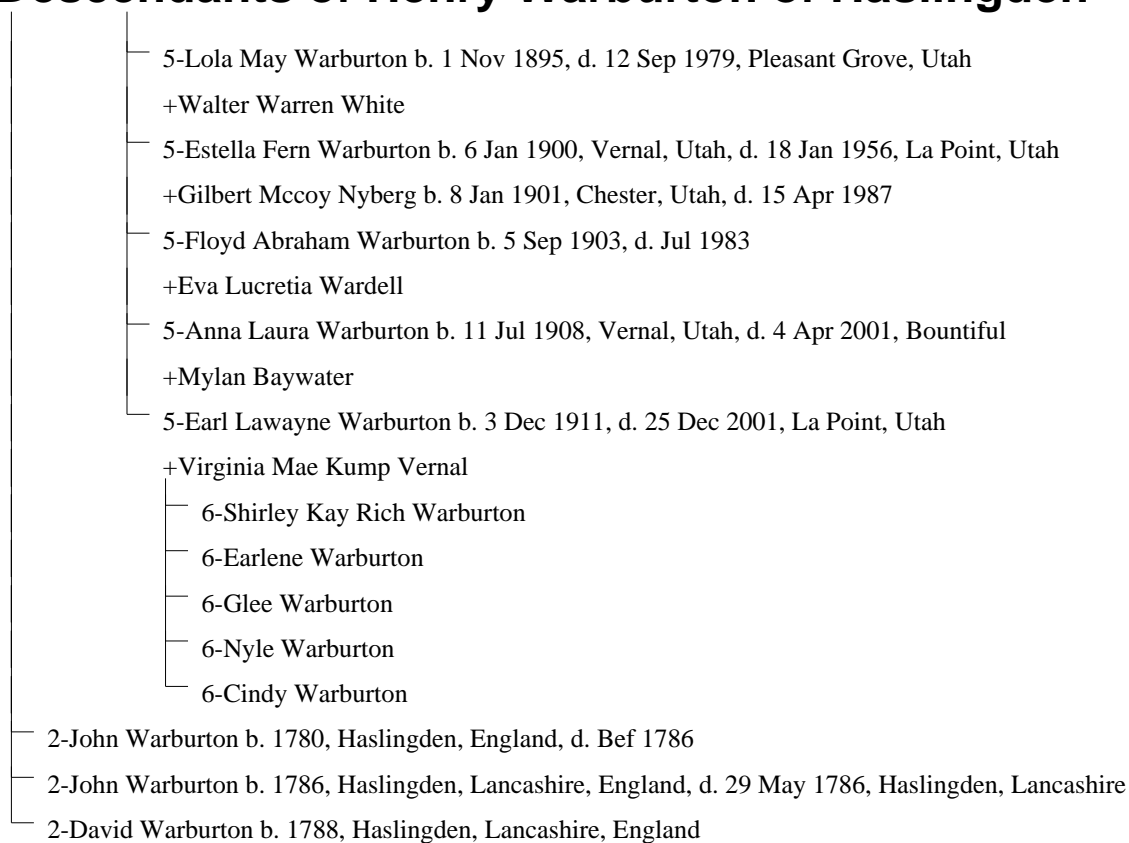 Descendants of Henry Warburton of Haslingden
5-Lola May Warburton b. 1 Nov 1895, d. 12 Sep 1979, Pleasant Grove, Utah
+Walter Warren White
5-Estella Fern Warburton b. 6 Jan 1900, Vernal, Utah, d. 18 Jan 1956, La Point, Utah
+Gilbert Mccoy Nyberg b. 8 Jan 1901, Chester, Utah, d. 15 Apr 1987
5-Floyd Abraham Warburton b. 5 Sep 1903, d. Jul 1983
+Eva Lucretia Wardell
5-Anna Laura Warburton b. 11 Jul 1908, Vernal, Utah, d. 4 Apr 2001, Bountiful
+Mylan Baywater
5-Earl Lawayne Warburton b. 3 Dec 1911, d. 25 Dec 2001, La Point, Utah
+Virginia Mae Kump Vernal
6-Shirley Kay Rich Warburton
6-Earlene Warburton
6-Glee Warburton
6-Nyle Warburton
6-Cindy Warburton
2-John Warburton b. 1780, Haslingden, England, d. Bef 1786
2-John Warburton b. 1786, Haslingden, Lancashire, England, d. 29 May 1786, Haslingden, Lancashire
2-David Warburton b. 1788, Haslingden, Lancashire, England